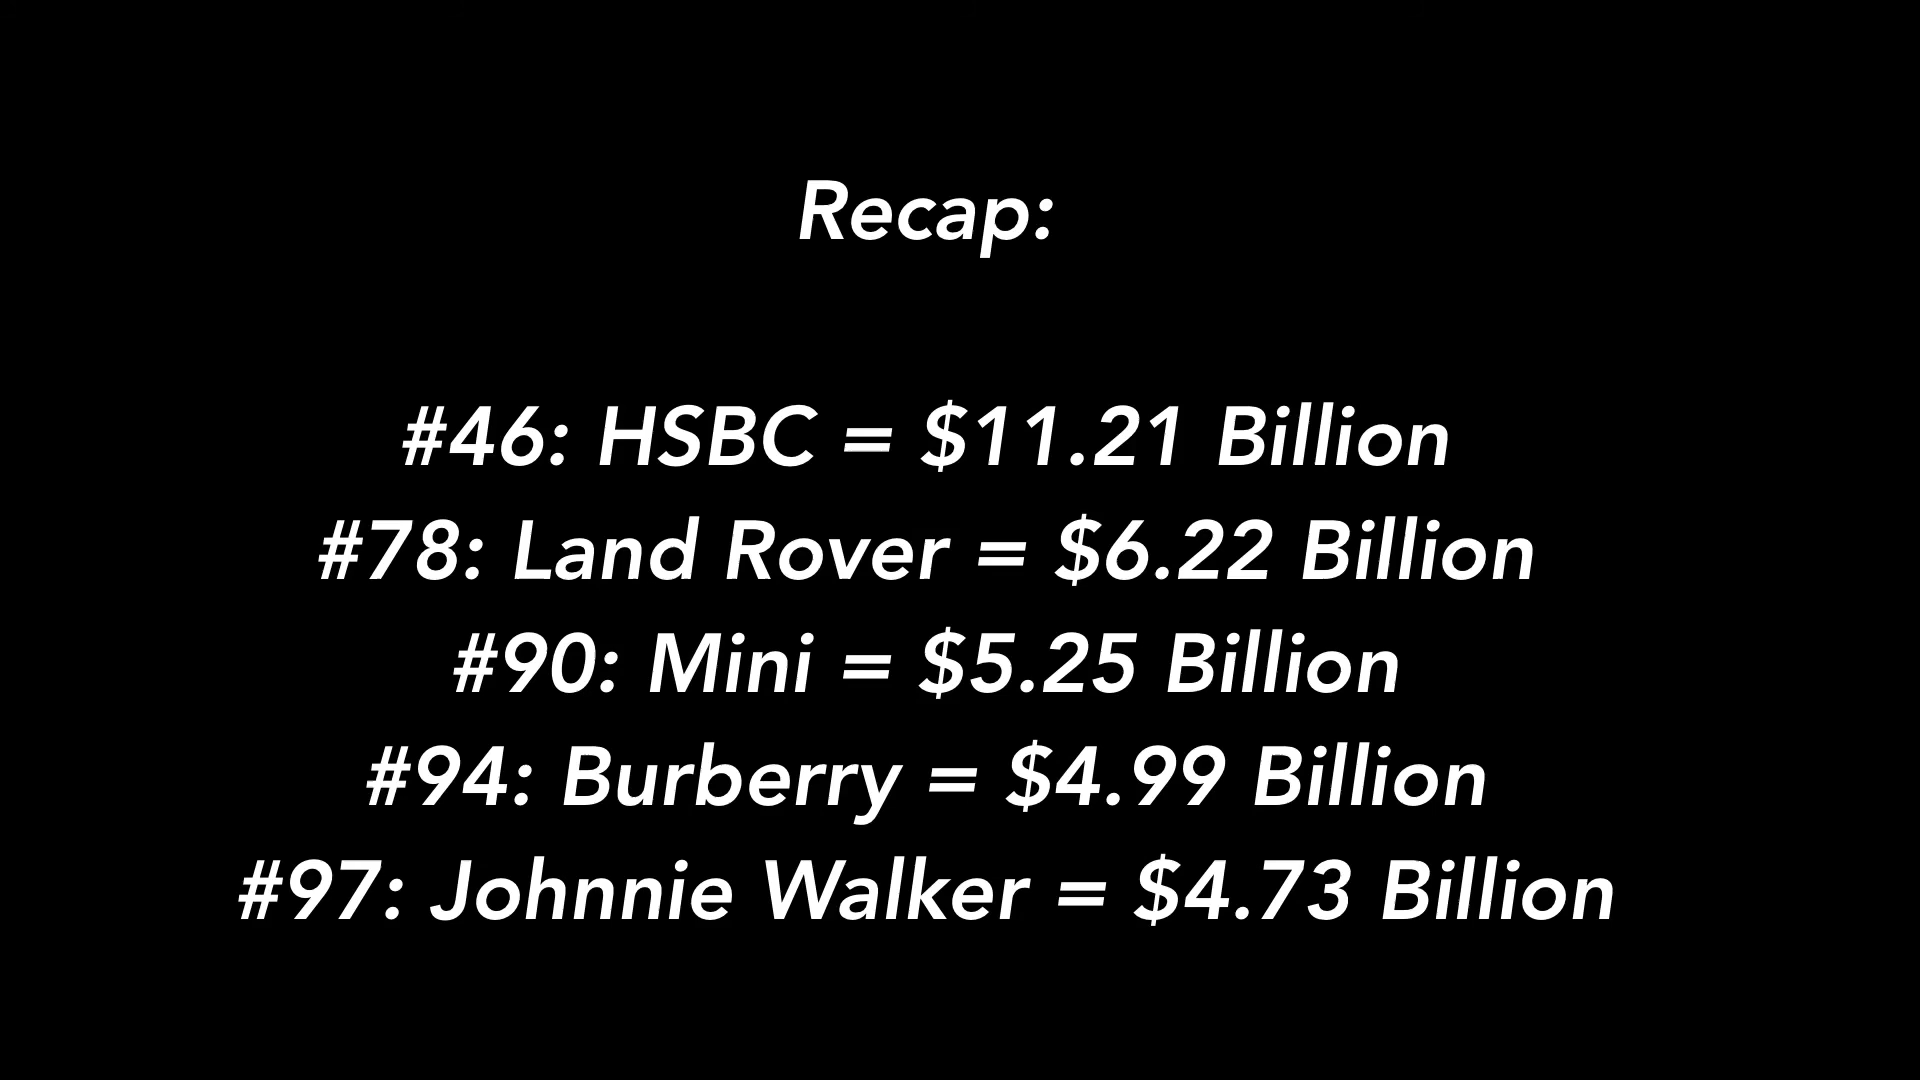 Recap:
#46: HSBC = $11.21 Billion
#78: Land Rover = $6.22 Billion
#90: Mini = $5.25 Billion
#94: Burberry = $4.99 Billion
#97: Johnnie Walker = $4.73 Billion